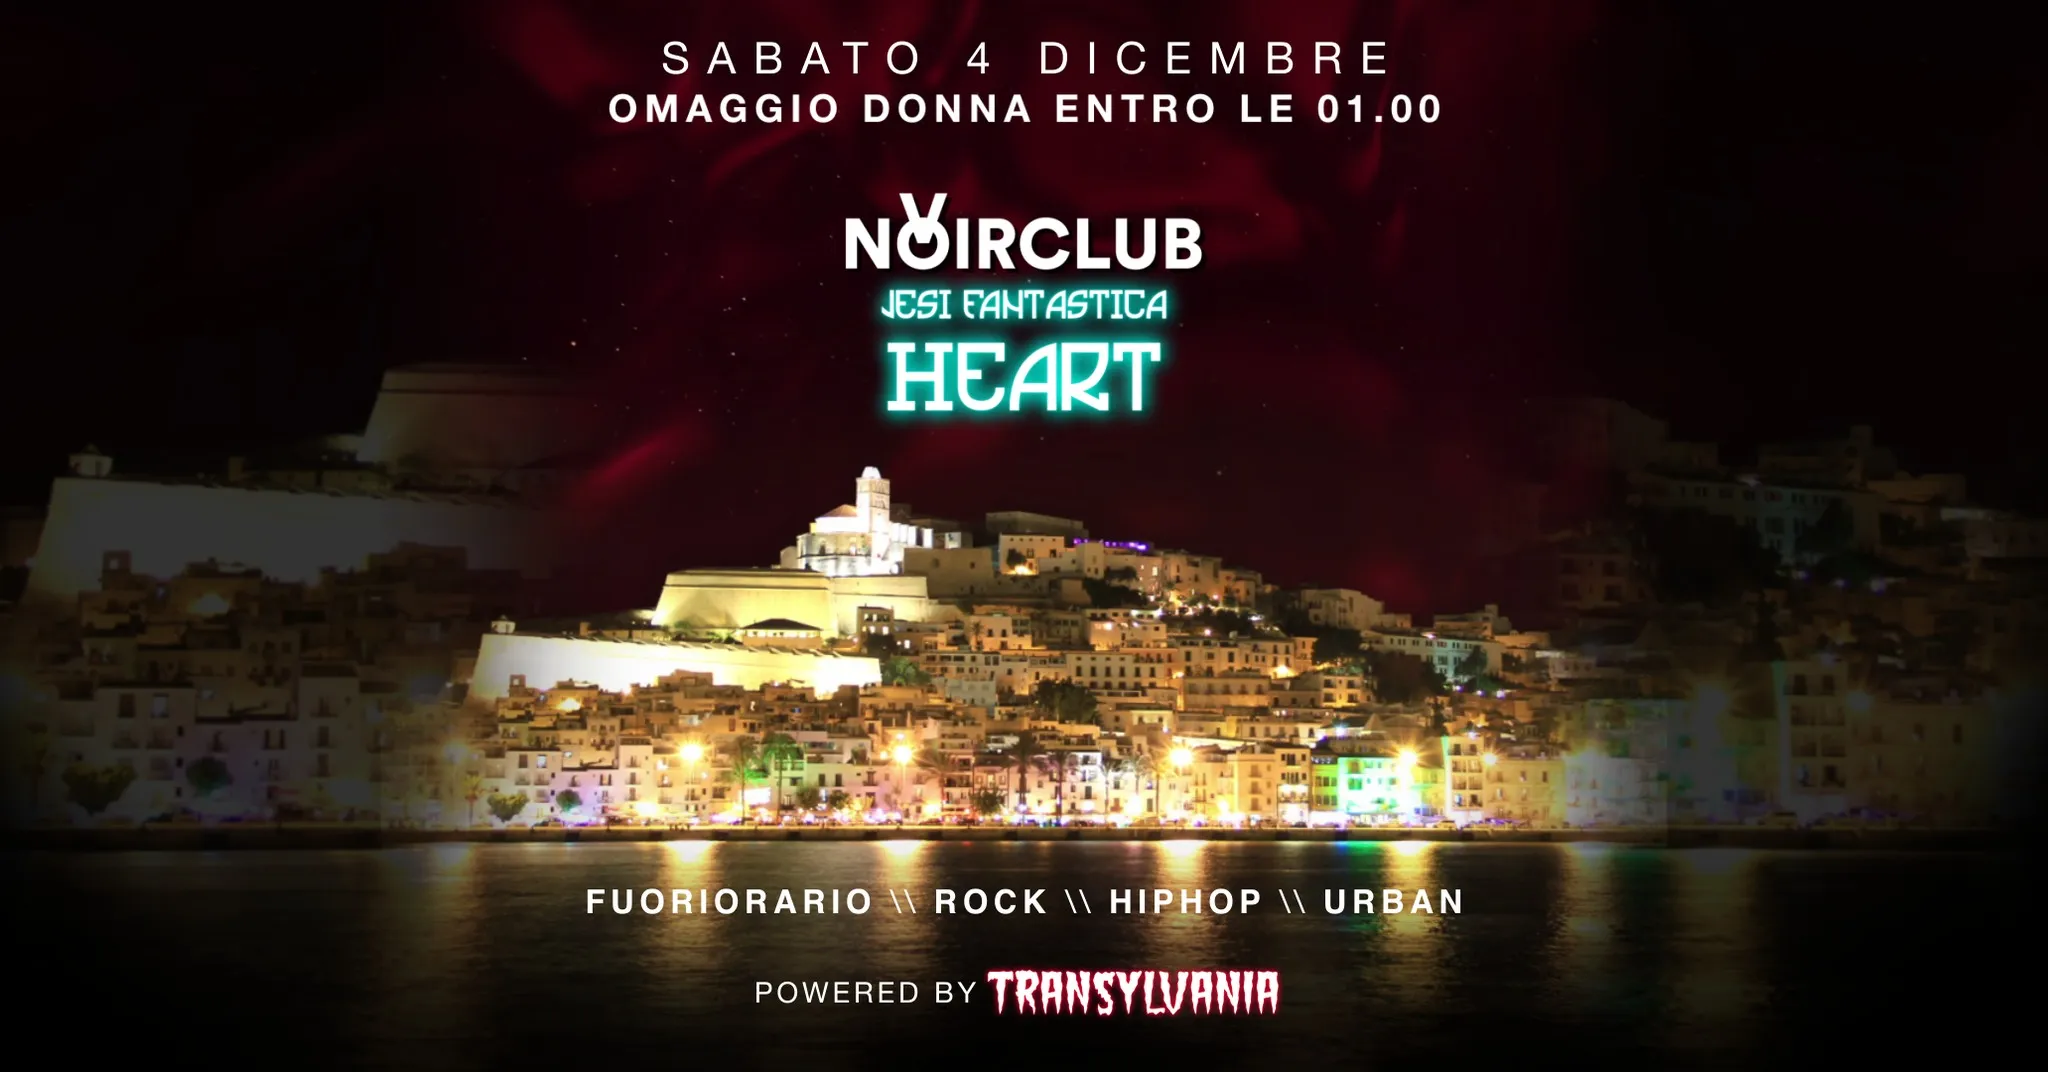 SABATO 4 DICEMBRE
OMAGGIO DONNA ENTRO LE 01.00
NOIRCLUB
JESI FANTASTICA
HEART
FUORIORARIO \\ ROCK \\ HIPHOP \\ URBAN
POWERED BY TRANSYLVANIA